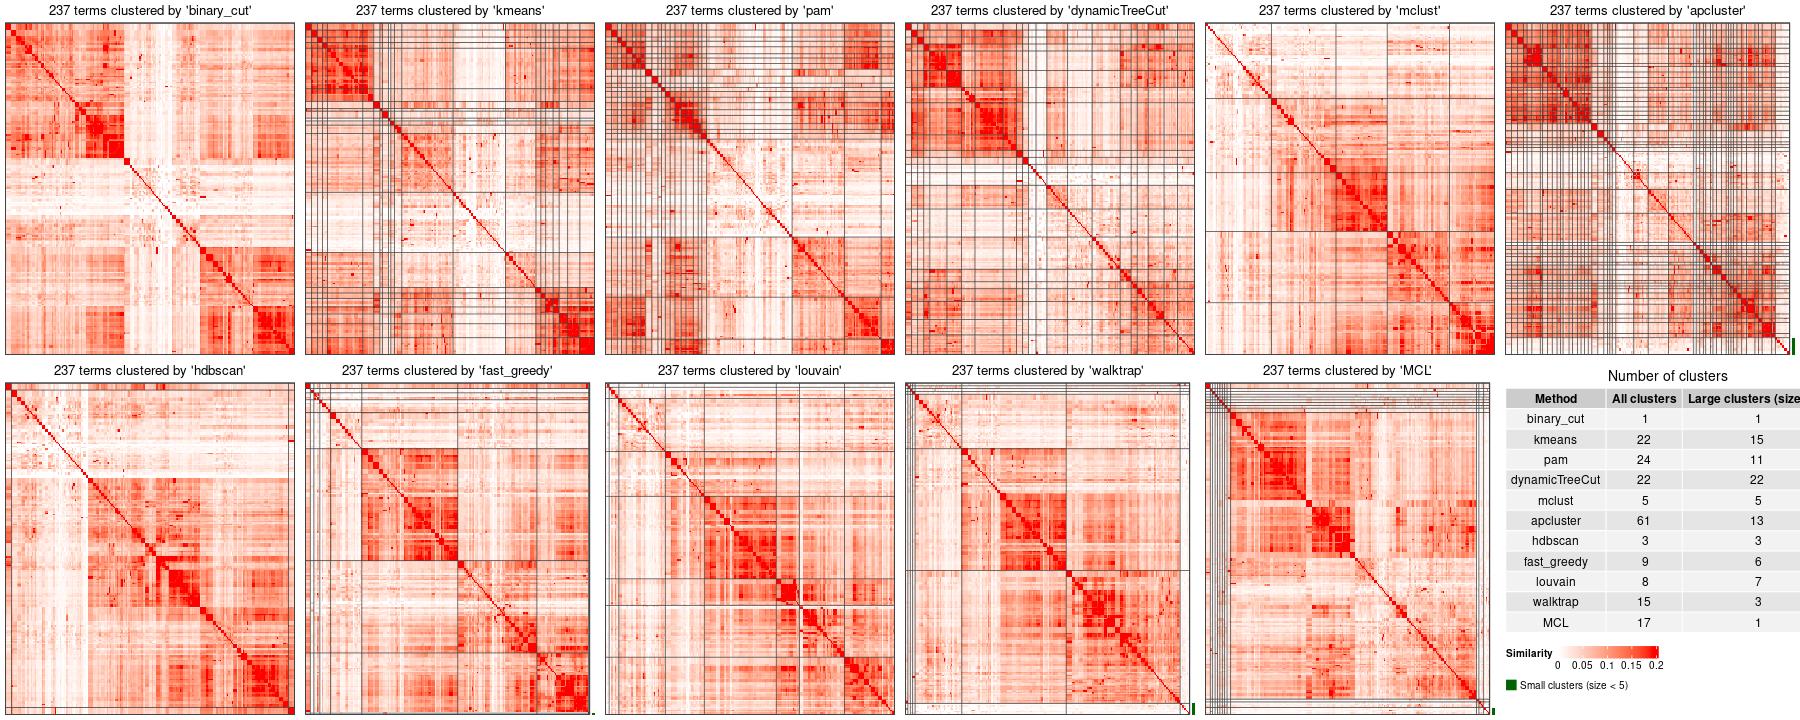 237 terms clustered by 'binary_cut'
237 terms clustered by 'kmeans'
237 terms clustered by 'pam'
237 terms clustered by 'dynamicTreeCut'
237 terms clustered by 'mclust'
237 terms clustered by 'apcluster'
237 terms clustered by 'hdbscan'
237 terms clustered by 'fast_greedy'
237 terms clustered by 'louvain'
237 terms clustered by 'walktrap'
237 terms clustered by 'MCL'
Number of clusters
Method All clusters Large clusters (size
binary_cut 1 1
kmeans 22 15
pam 24 11
dynamicTreeCut 22 22
mclust 5 5
apcluster 61 13
hdbscan 3 3
fast_greedy 9 6
louvain 8 7
walktrap 15 3
MCL 17 1
Similarity
0 0.05 0.1 0.15 0.2
Small clusters (size < 5)